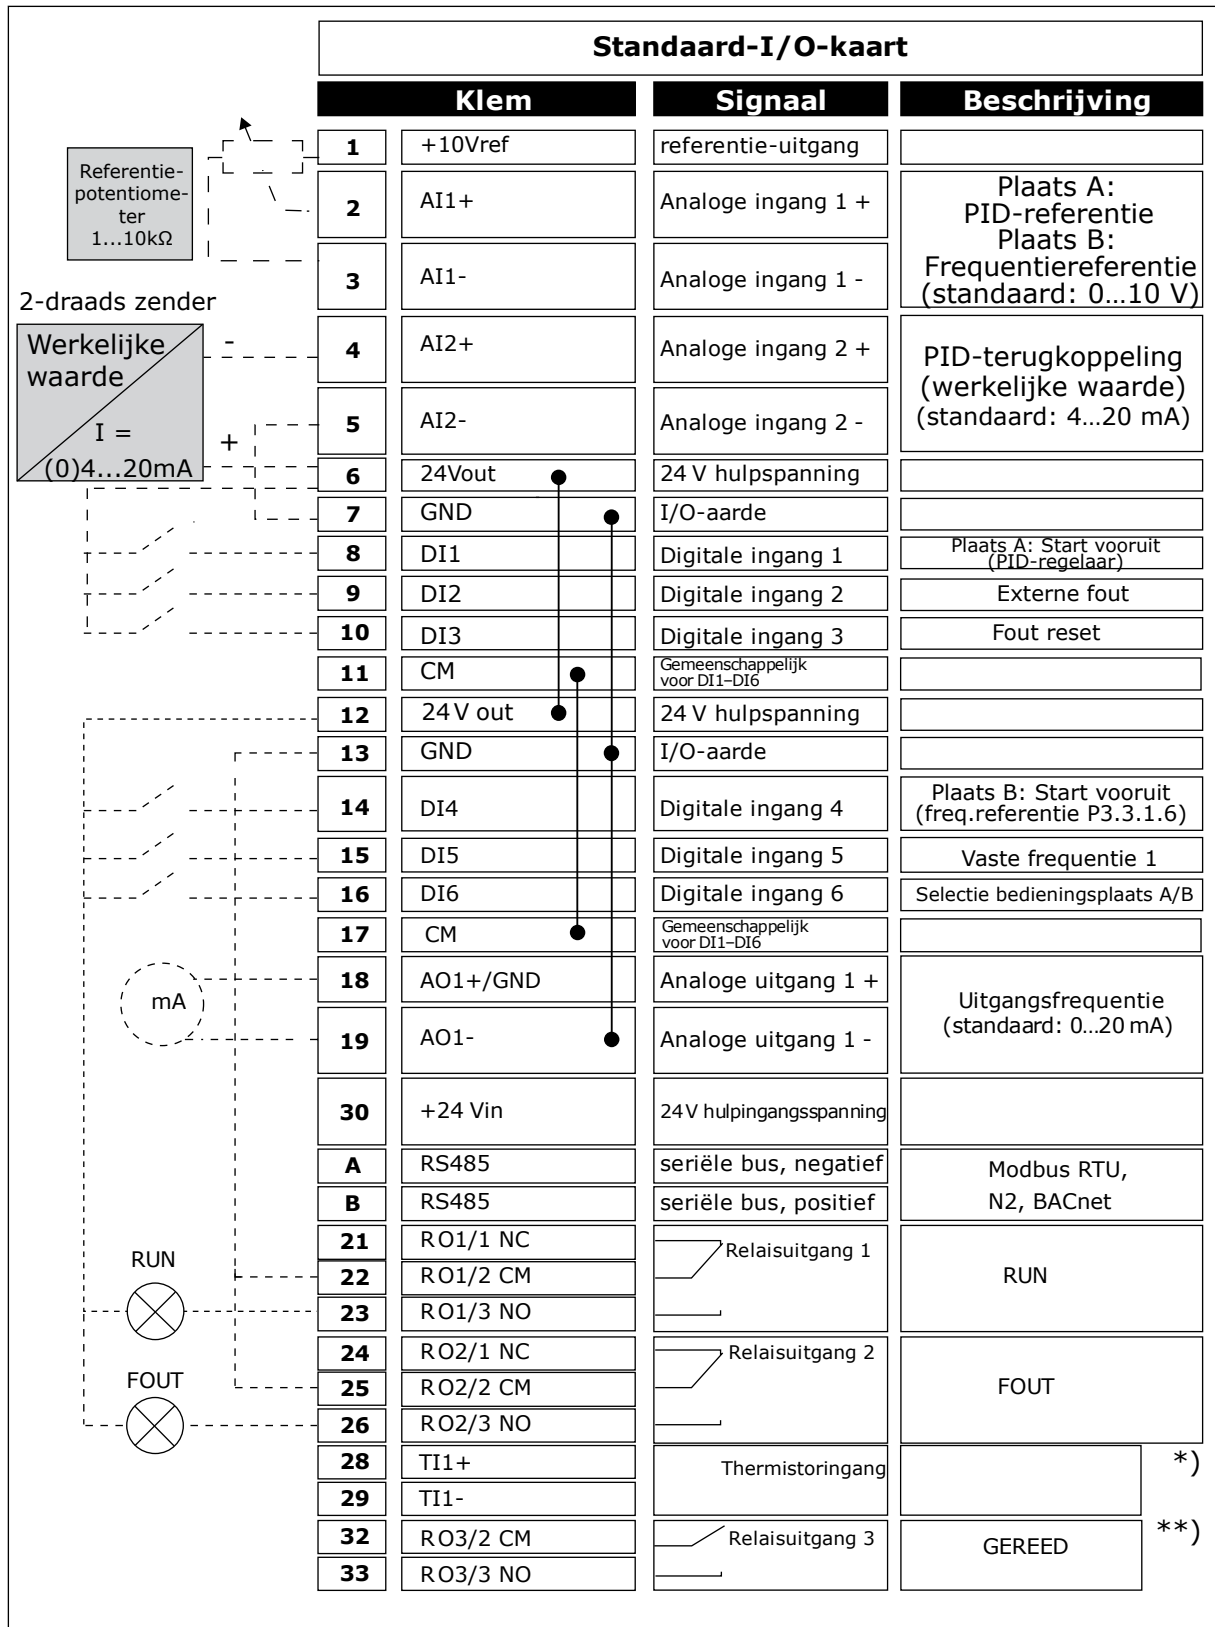 Standaard-I/O-kaart
Klem Signaal Beschrijving
Referentie-
potentiome-
ter
1...10kΩ
1 +10Vref referentie-uitgang
2 AI1+ Analoge ingang 1 +
3 AI1- Analoge ingang 1 -
Plaats A:
PID-referentie
Plaats B:
Frequentiereferentie
(standaard: 0...10 V)
2-draads zender
Werkelijke
waarde
I =
(0)4...20mA
-
+
4 AI2+ Analoge ingang 2 +
5 AI2- Analoge ingang 2 -
PID-terugkoppeling
(werkelijke waarde)
(standaard: 4...20 mA)
6 24Vout 24 V hulpspanning
7 GND I/O-aarde
8 DI1 Digitale ingang 1
Plaats A: Start vooruit
(PID-regelaar)
9 DI2 Digitale ingang 2 Externe fout
10 DI3 Digitale ingang 3 Fout reset
11 CM
Gemeenschappelijk
voor DI1–DI6
12 24 V out 24 V hulpspanning
13 GND I/O-aarde
14 DI4 Digitale ingang 4
Plaats B: Start vooruit
(freq.referentie P3.3.1.6)
15 DI5 Digitale ingang 5 Vaste frequentie 1
16 DI6 Digitale ingang 6 Selectie bedieningsplaats A/B
17 CM
Gemeenschappelijk
voor DI1–DI6
mA
18 AO1+/GND Analoge uitgang 1 +
19 AO1- Analoge uitgang 1 -
Uitgangsfrequentie
(standaard: 0...20 mA)
30 +24 Vin 24 V hulpingangsspanning
A RS485 seriële bus, negatief
B RS485 seriële bus, positief
Modbus RTU,
N2, BACnet
RUN
21 RO1/1 NC Relaisuitgang 1
22 RO1/2 CM RUN
23 RO1/3 NO
FOUT
24 RO2/1 NC Relaisuitgang 2
25 RO2/2 CM FOUT
26 RO2/3 NO
28 TI1+ Thermistoringang *)
29 TI1-
32 RO3/2 CM Relaisuitgang 3 GEREED **)
33 RO3/3 NO